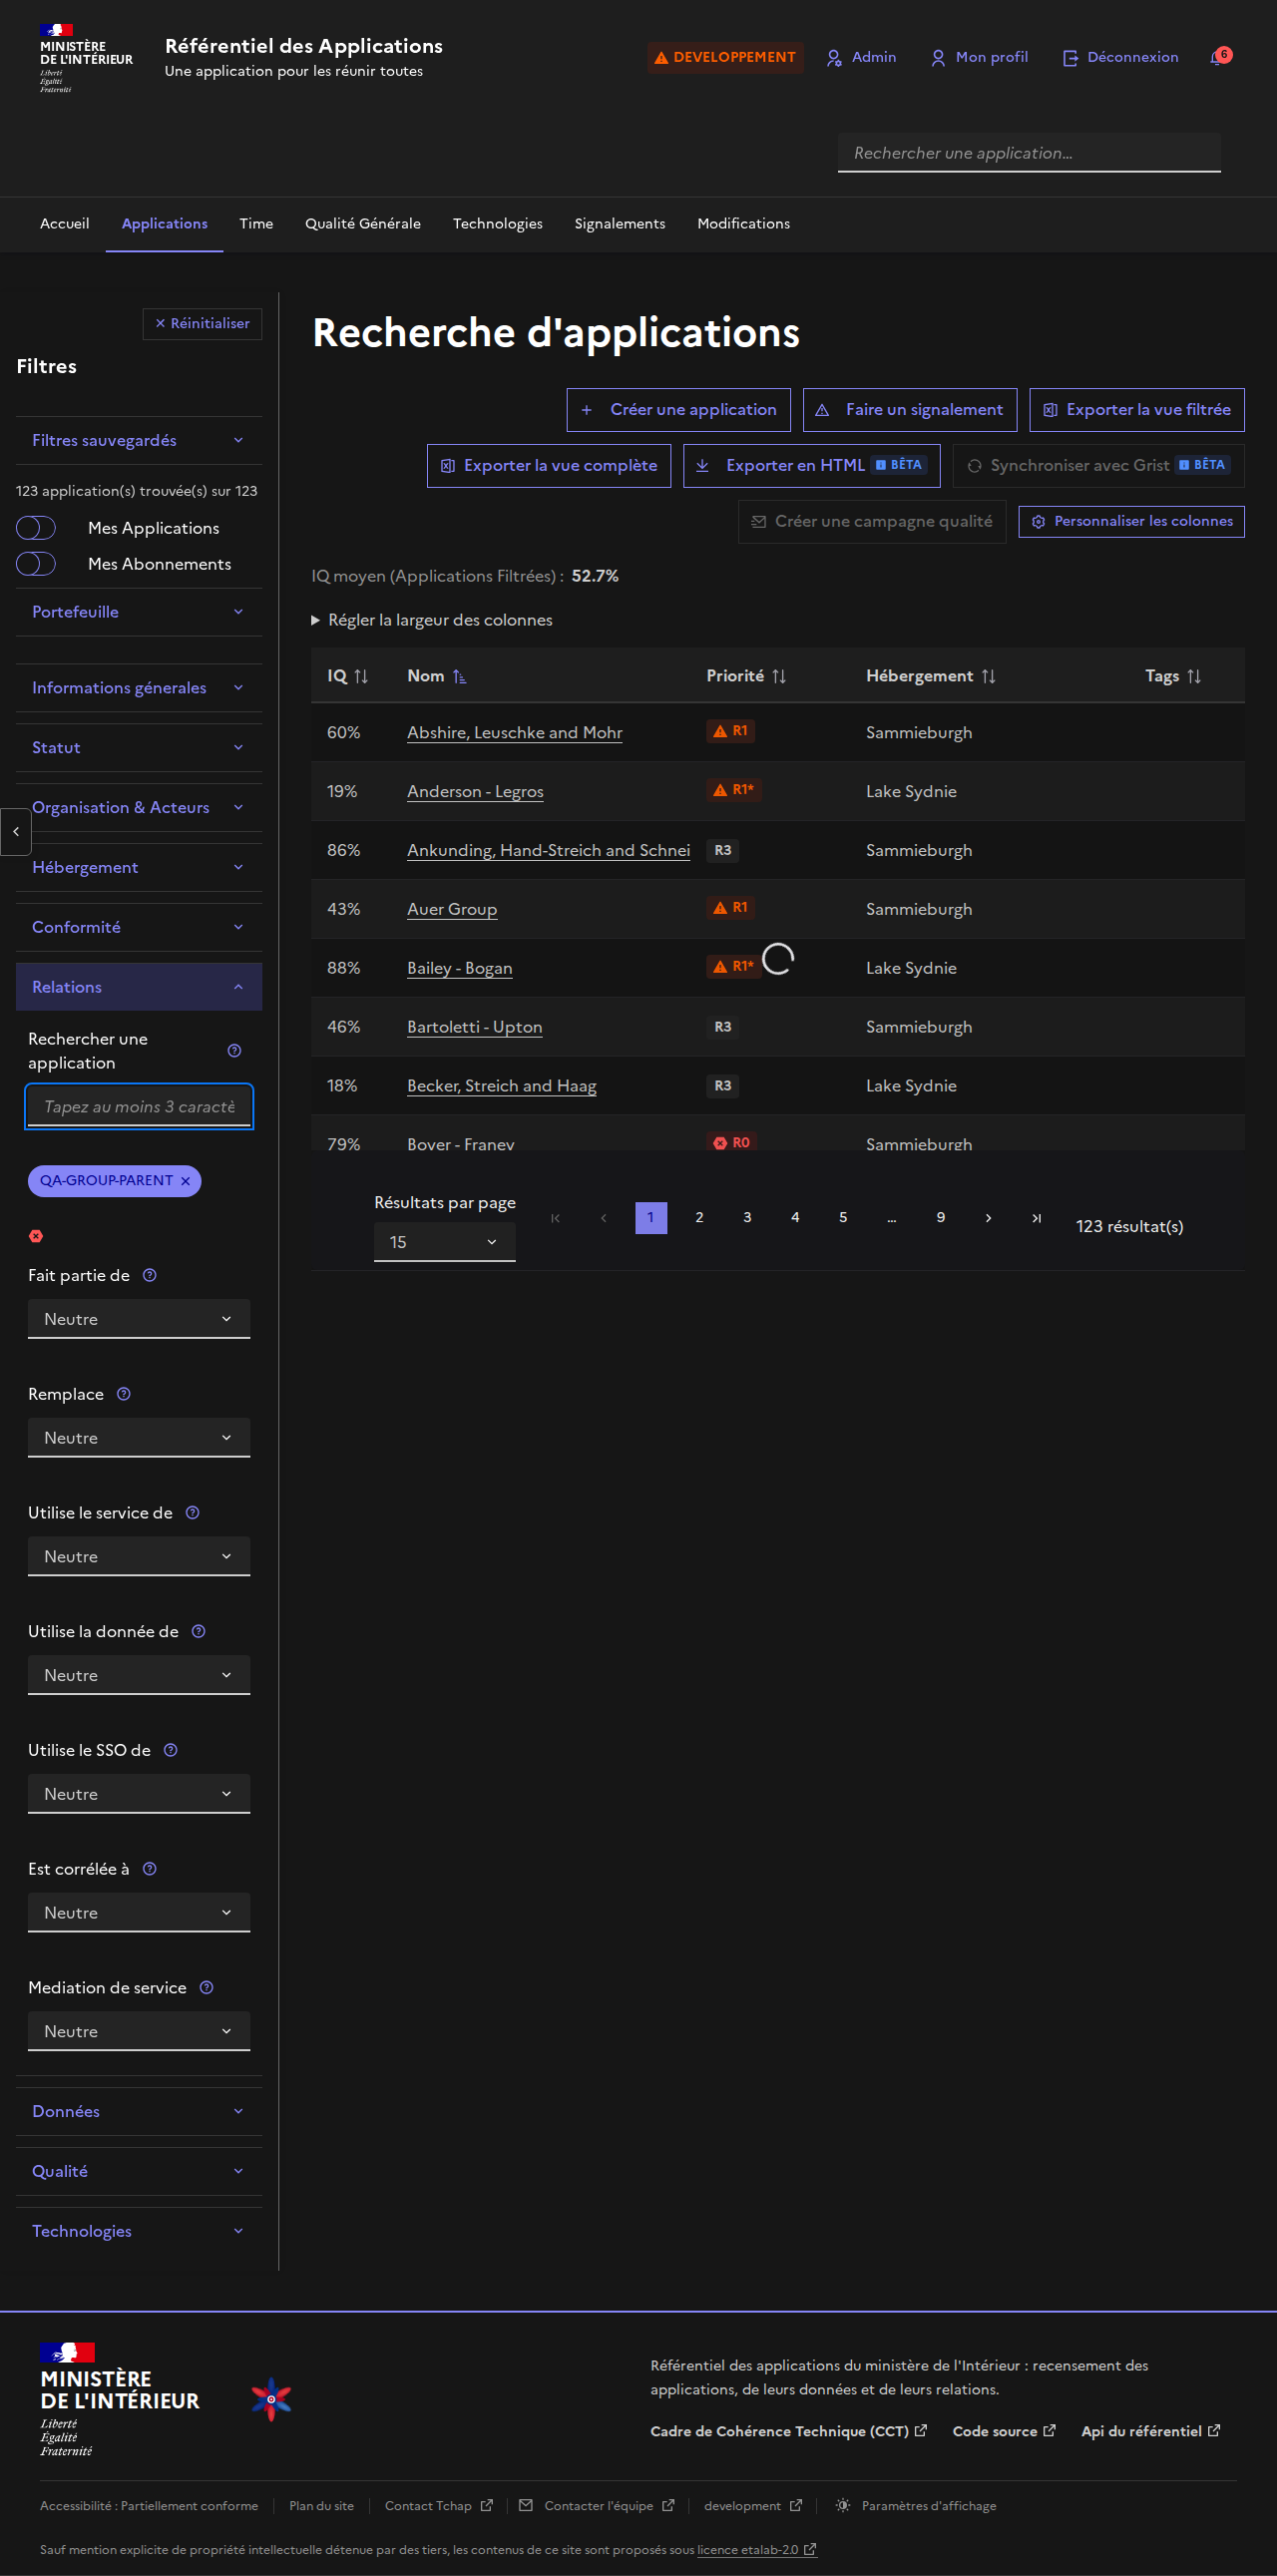 MINISTÈRE
DE L'INTÉRIEUR
Liberté
Égalité
Fraternité
Référentiel des Applications
Une application pour les réunir toutes
DEVELOPPEMENT
Admin
Mon profil
Déconnexion
6
Rechercher une application...
Accueil
Applications
Time
Qualité Générale
Technologies
Signalements
Modifications
Réinitialiser
Filtres
Filtres sauvegardés
123 application(s) trouvée(s) sur 123
Mes Applications
Mes Abonnements
Portefeuille
Informations génerales
Statut
Organisation & Acteurs
Hébergement
Conformité
Relations
Rechercher une
application
Tapez au moins 3 caractè
QA-GROUP-PARENT
Fait partie de
Neutre
Remplace
Neutre
Utilise le service de
Neutre
Utilise la donnée de
Neutre
Utilise le SSO de
Neutre
Est corrélée à
Neutre
Mediation de service
Neutre
Données
Qualité
Technologies
Recherche d'applications
Créer une application
Faire un signalement
Exporter la vue filtrée
Exporter la vue complète
Exporter en HTML BÊTA
Synchroniser avec Grist BÊTA
Créer une campagne qualité
Personnaliser les colonnes
IQ moyen (Applications Filtrées) : 52.7%
Régler la largeur des colonnes
IQ Nom Priorité Hébergement Tags
60% Abshire, Leuschke and Mohr R1 Sammieburgh
19% Anderson - Legros R1* Lake Sydnie
86% Ankunding, Hand-Streich and Schnei R3 Sammieburgh
43% Auer Group R1 Sammieburgh
88% Bailey - Bogan R1* Lake Sydnie
46% Bartoletti - Upton R3 Sammieburgh
18% Becker, Streich and Haag R3 Lake Sydnie
79% Boyer - Franey R0 Sammieburgh
Résultats par page
15
1 2 3 4 5 ... 9
123 résultat(s)
MINISTÈRE
DE L'INTÉRIEUR
Liberté
Égalité
Fraternité
Référentiel des applications du ministère de l'Intérieur : recensement des
applications, de leurs données et de leurs relations.
Cadre de Cohérence Technique (CCT)
Code source
Api du référentiel
Accessibilité : Partiellement conforme
Plan du site
Contact Tchap
Contacter l'équipe
development
Paramètres d'affichage
Sauf mention explicite de propriété intellectuelle détenue par des tiers, les contenus de ce site sont proposés sous licence etalab-2.0